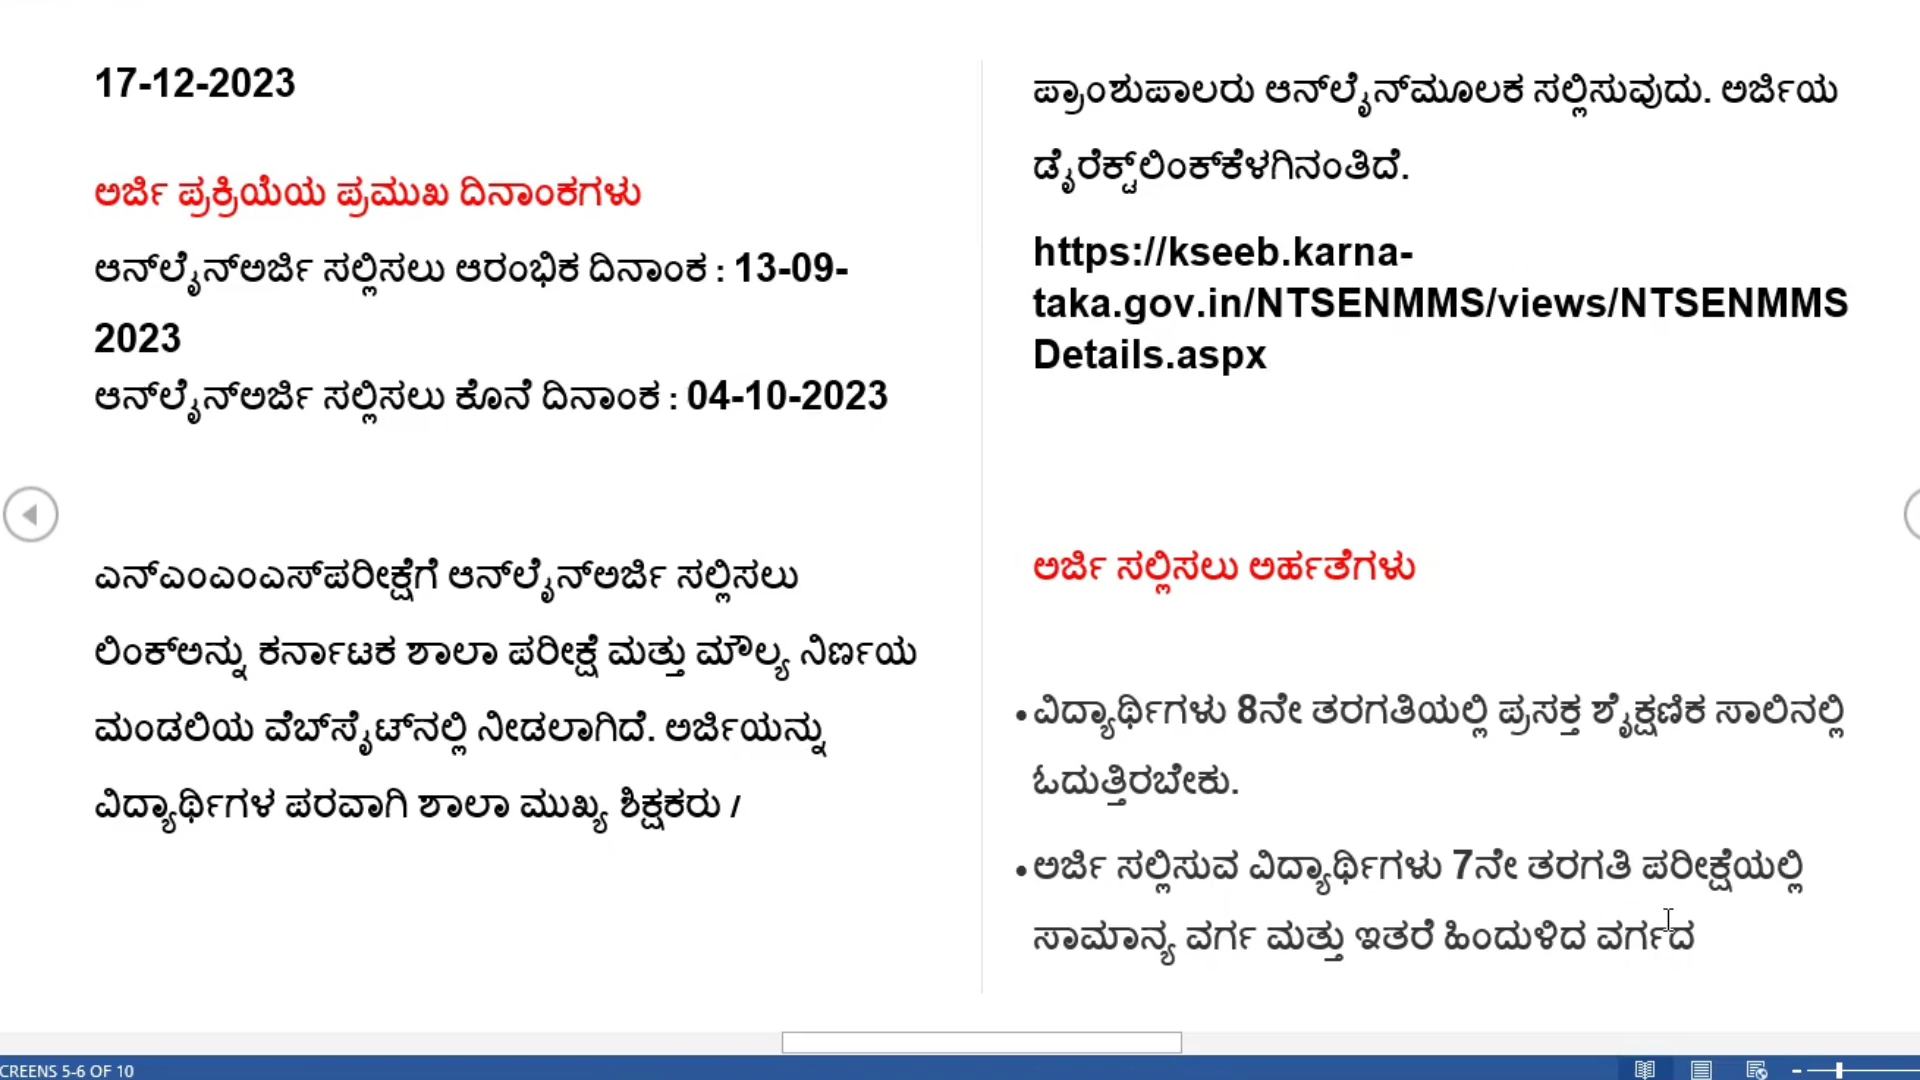 17-12-2023
ಅರ್ಜಿ ಪ್ರಕ್ರಿಯೆಯ ಪ್ರಮುಖ ದಿನಾಂಕಗಳು
ಆನ್‌ಲೈನ್‌ಅರ್ಜಿ ಸಲ್ಲಿಸಲು ಆರಂಭಿಕ ದಿನಾಂಕ : 13-09-
2023
ಆನ್‌ಲೈನ್‌ಅರ್ಜಿ ಸಲ್ಲಿಸಲು ಕೊನೆ ದಿನಾಂಕ : 04-10-2023
ಎನ್‌ಎಂಎಂಎಸ್‌ಪರೀಕ್ಷೆಗೆ ಆನ್‌ಲೈನ್‌ಅರ್ಜಿ ಸಲ್ಲಿಸಲು
ಲಿಂಕ್‌ಅನ್ನು ಕರ್ನಾಟಕ ಶಾಲಾ ಪರೀಕ್ಷೆ ಮತ್ತು ಮೌಲ್ಯ ನಿರ್ಣಯ
ಮಂಡಲಿಯ ವೆಬ್‌ಸೈಟ್‌ನಲ್ಲಿ ನೀಡಲಾಗಿದೆ. ಅರ್ಜಿಯನ್ನು
ವಿದ್ಯಾರ್ಥಿಗಳ ಪರವಾಗಿ ಶಾಲಾ ಮುಖ್ಯ ಶಿಕ್ಷಕರು /
ಪ್ರಾಂಶುಪಾಲರು ಆನ್‌ಲೈನ್‌ಮೂಲಕ ಸಲ್ಲಿಸುವುದು. ಅರ್ಜಿಯ
ಡೈರೆಕ್ಟ್‌ಲಿಂಕ್‌ಕೆಳಗಿನಂತಿದೆ.
https://kseeb.karna-
taka.gov.in/NTSENMMS/views/NTSENMMS
Details.aspx
ಅರ್ಜಿ ಸಲ್ಲಿಸಲು ಅರ್ಹತೆಗಳು
• ವಿದ್ಯಾರ್ಥಿಗಳು 8ನೇ ತರಗತಿಯಲ್ಲಿ ಪ್ರಸಕ್ತ ಶೈಕ್ಷಣಿಕ ಸಾಲಿನಲ್ಲಿ
ಓದುತ್ತಿರಬೇಕು.
• ಅರ್ಜಿ ಸಲ್ಲಿಸುವ ವಿದ್ಯಾರ್ಥಿಗಳು 7ನೇ ತರಗತಿ ಪರೀಕ್ಷೆಯಲ್ಲಿ
ಸಾಮಾನ್ಯ ವರ್ಗ ಮತ್ತು ಇತರೆ ಹಿಂದುಳಿದ ವರ್ಗದ
CREENS 5-6 OF 10